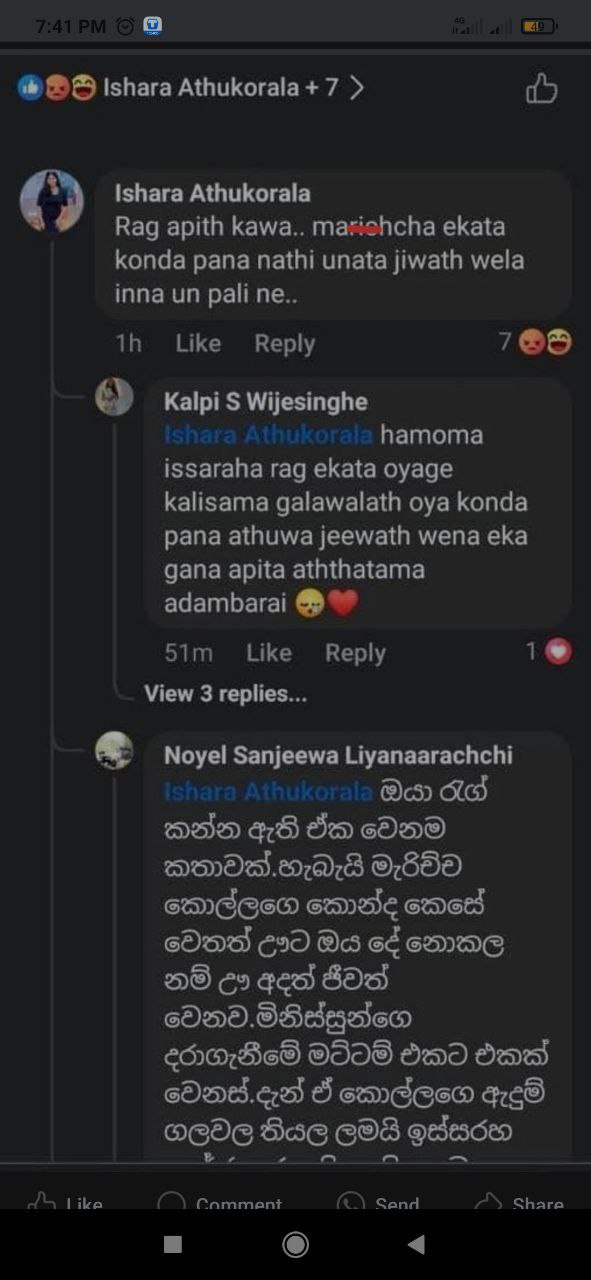 7:41 PM
4G
49
Ishara Athukorala + 7
Ishara Athukorala
Rag apith kawa.. marichcha ekata
konda pana nathi unata jiwath wela
inna un pali ne..
1h Like Reply 7
Kalpi S Wijesinghe
Ishara Athukorala hamoma
issaraha rag ekata oyage
kalisama galawalath oya konda
pana athuwa jeewath wena eka
gana apita aththatama
adambarai
51m Like Reply 1
View 3 replies...
Noyel Sanjeewa Liyanaarachchi
Ishara Athukorala ඔයා රැග්
කන්න ඇති ඒක වෙනම
කතාවක්.හැබැයි මැරිච්ච
කොල්ලගෙ කොන්ද කෙසේ
වෙතත් ඌට ඔය දේ නොකල
නම් ඌ අදත් ජීවත්
වෙනව.මිනිස්සුන්ගෙ
දරාගැනීමේ මට්ටම් එකට එකක්
වෙනස්.දැන් ඒ කොල්ලගෙ ඇදුම්
ගලවල තියල ලමයි ඉස්සරහ
Like Comment Send Share